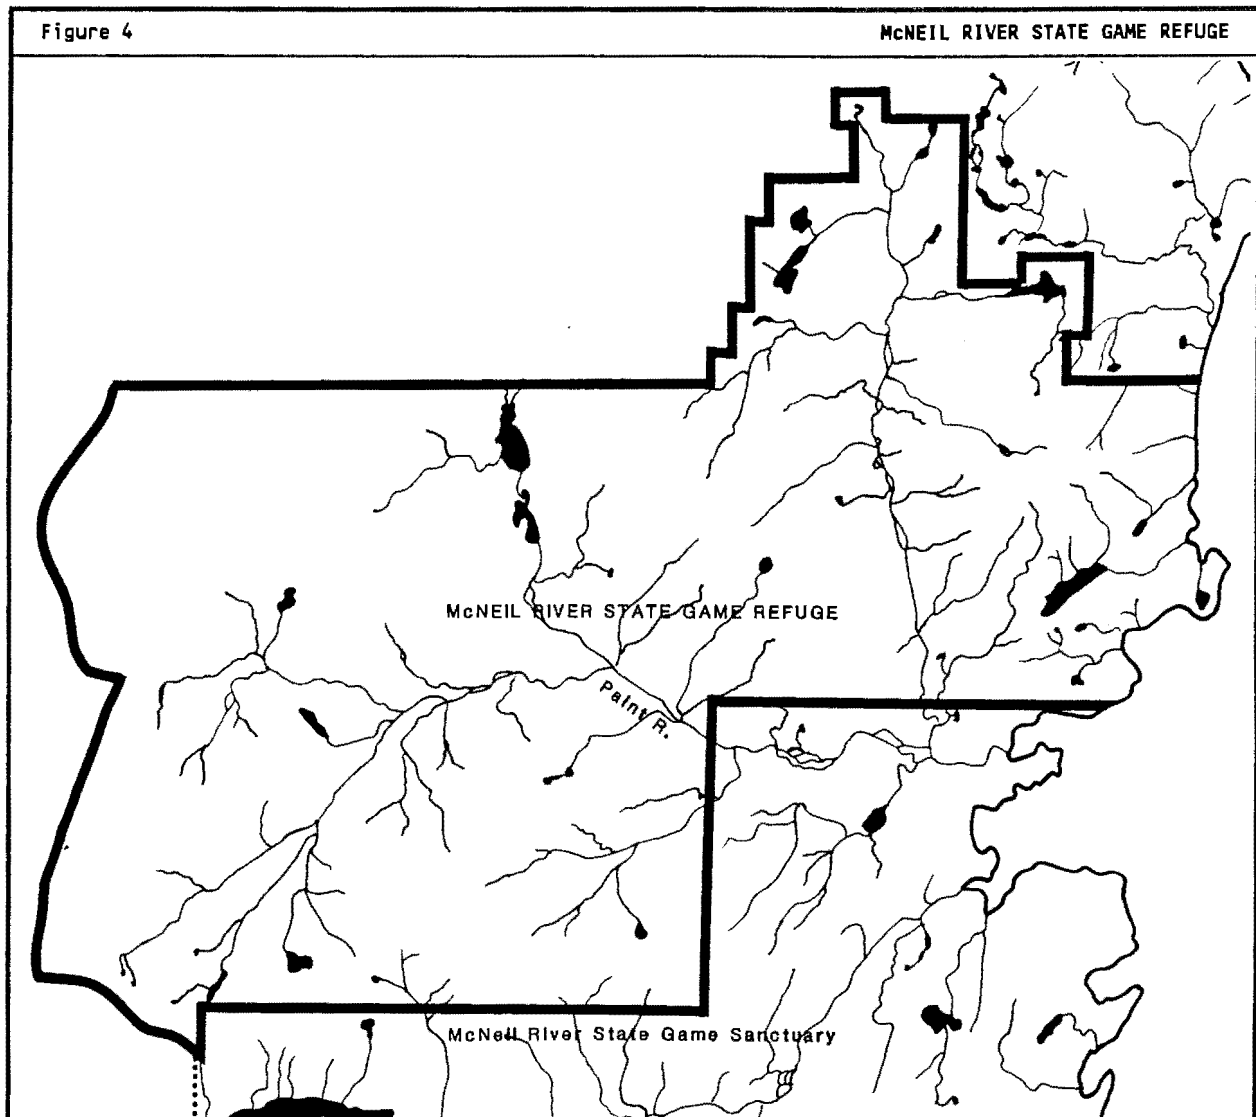 Figure 4
McNEIL RIVER STATE GAME REFUGE
McNEIL RIVER STATE GAME REFUGE
Paint R.
McNeil River State Game Sanctuary